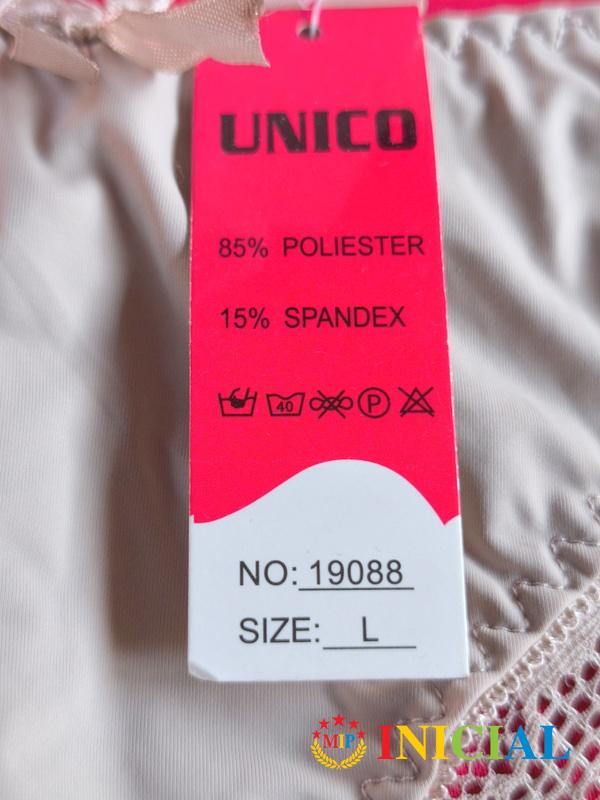 UNICO
85% POLIESTER
15% SPANDEX
40 P
NO: 19088
SIZE: L
MIP INICIAL